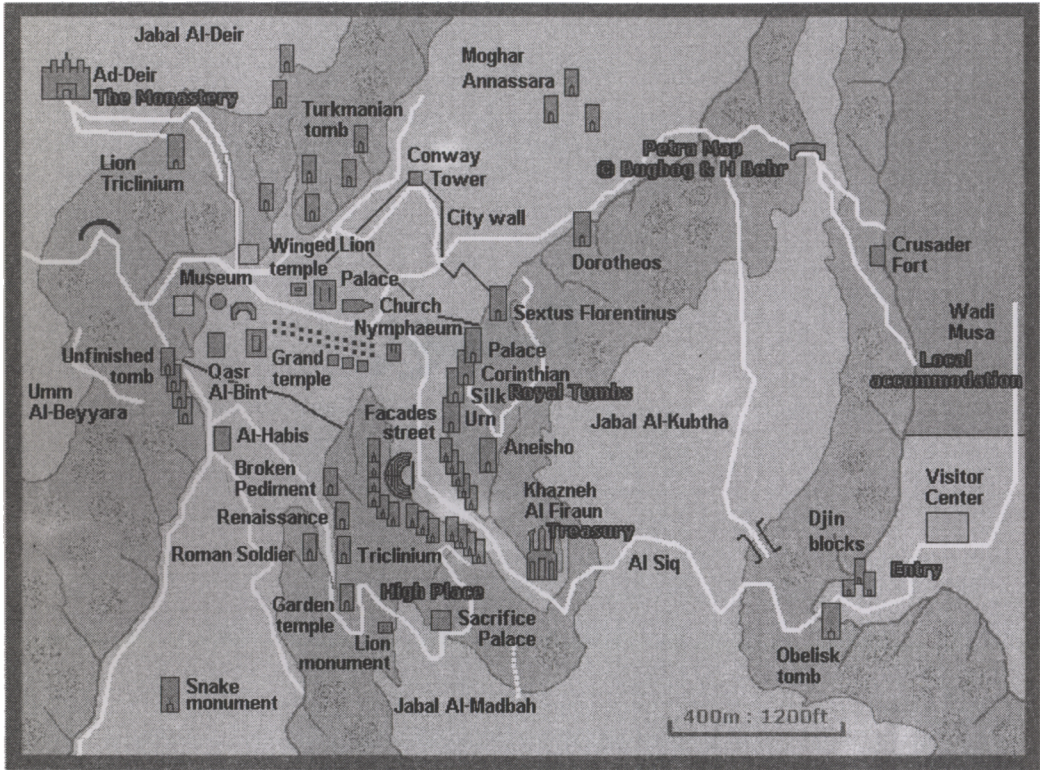 Jabal Al-Deir
Ad-Deir
The Monastery
Moghar
Annassara
Turkmanian
tomb
Lion
Triclinium
Conway
Tower
Petra Map
© Bogbog & H Behr
City wall
Winged Lion
temple
Dorotheos
Crusader
Fort
Museum
Palace
Church
Nymphaeum
Sextus Florentinus
Wadi
Musa
Unfinished
tomb
Qasr
Al-Bint
Grand
temple
Palace
Corinthian
Silk
Royal Tombs
Urn
Local
accommodation
Umm
Al-Beyyara
Facades
street
Jabal Al-Kubtha
Al-Habis
Aneisho
Broken
Pediment
Khazneh
Al Firaun
Treasury
Visitor
Center
Renaissance
Djin
blocks
Roman Soldier
Triclinium
Al Siq
Entry
High Place
Garden
temple
Sacrifice
Palace
Lion
monument
Obelisk
tomb
Snake
monument
Jabal Al-Madbah
400m : 1200ft